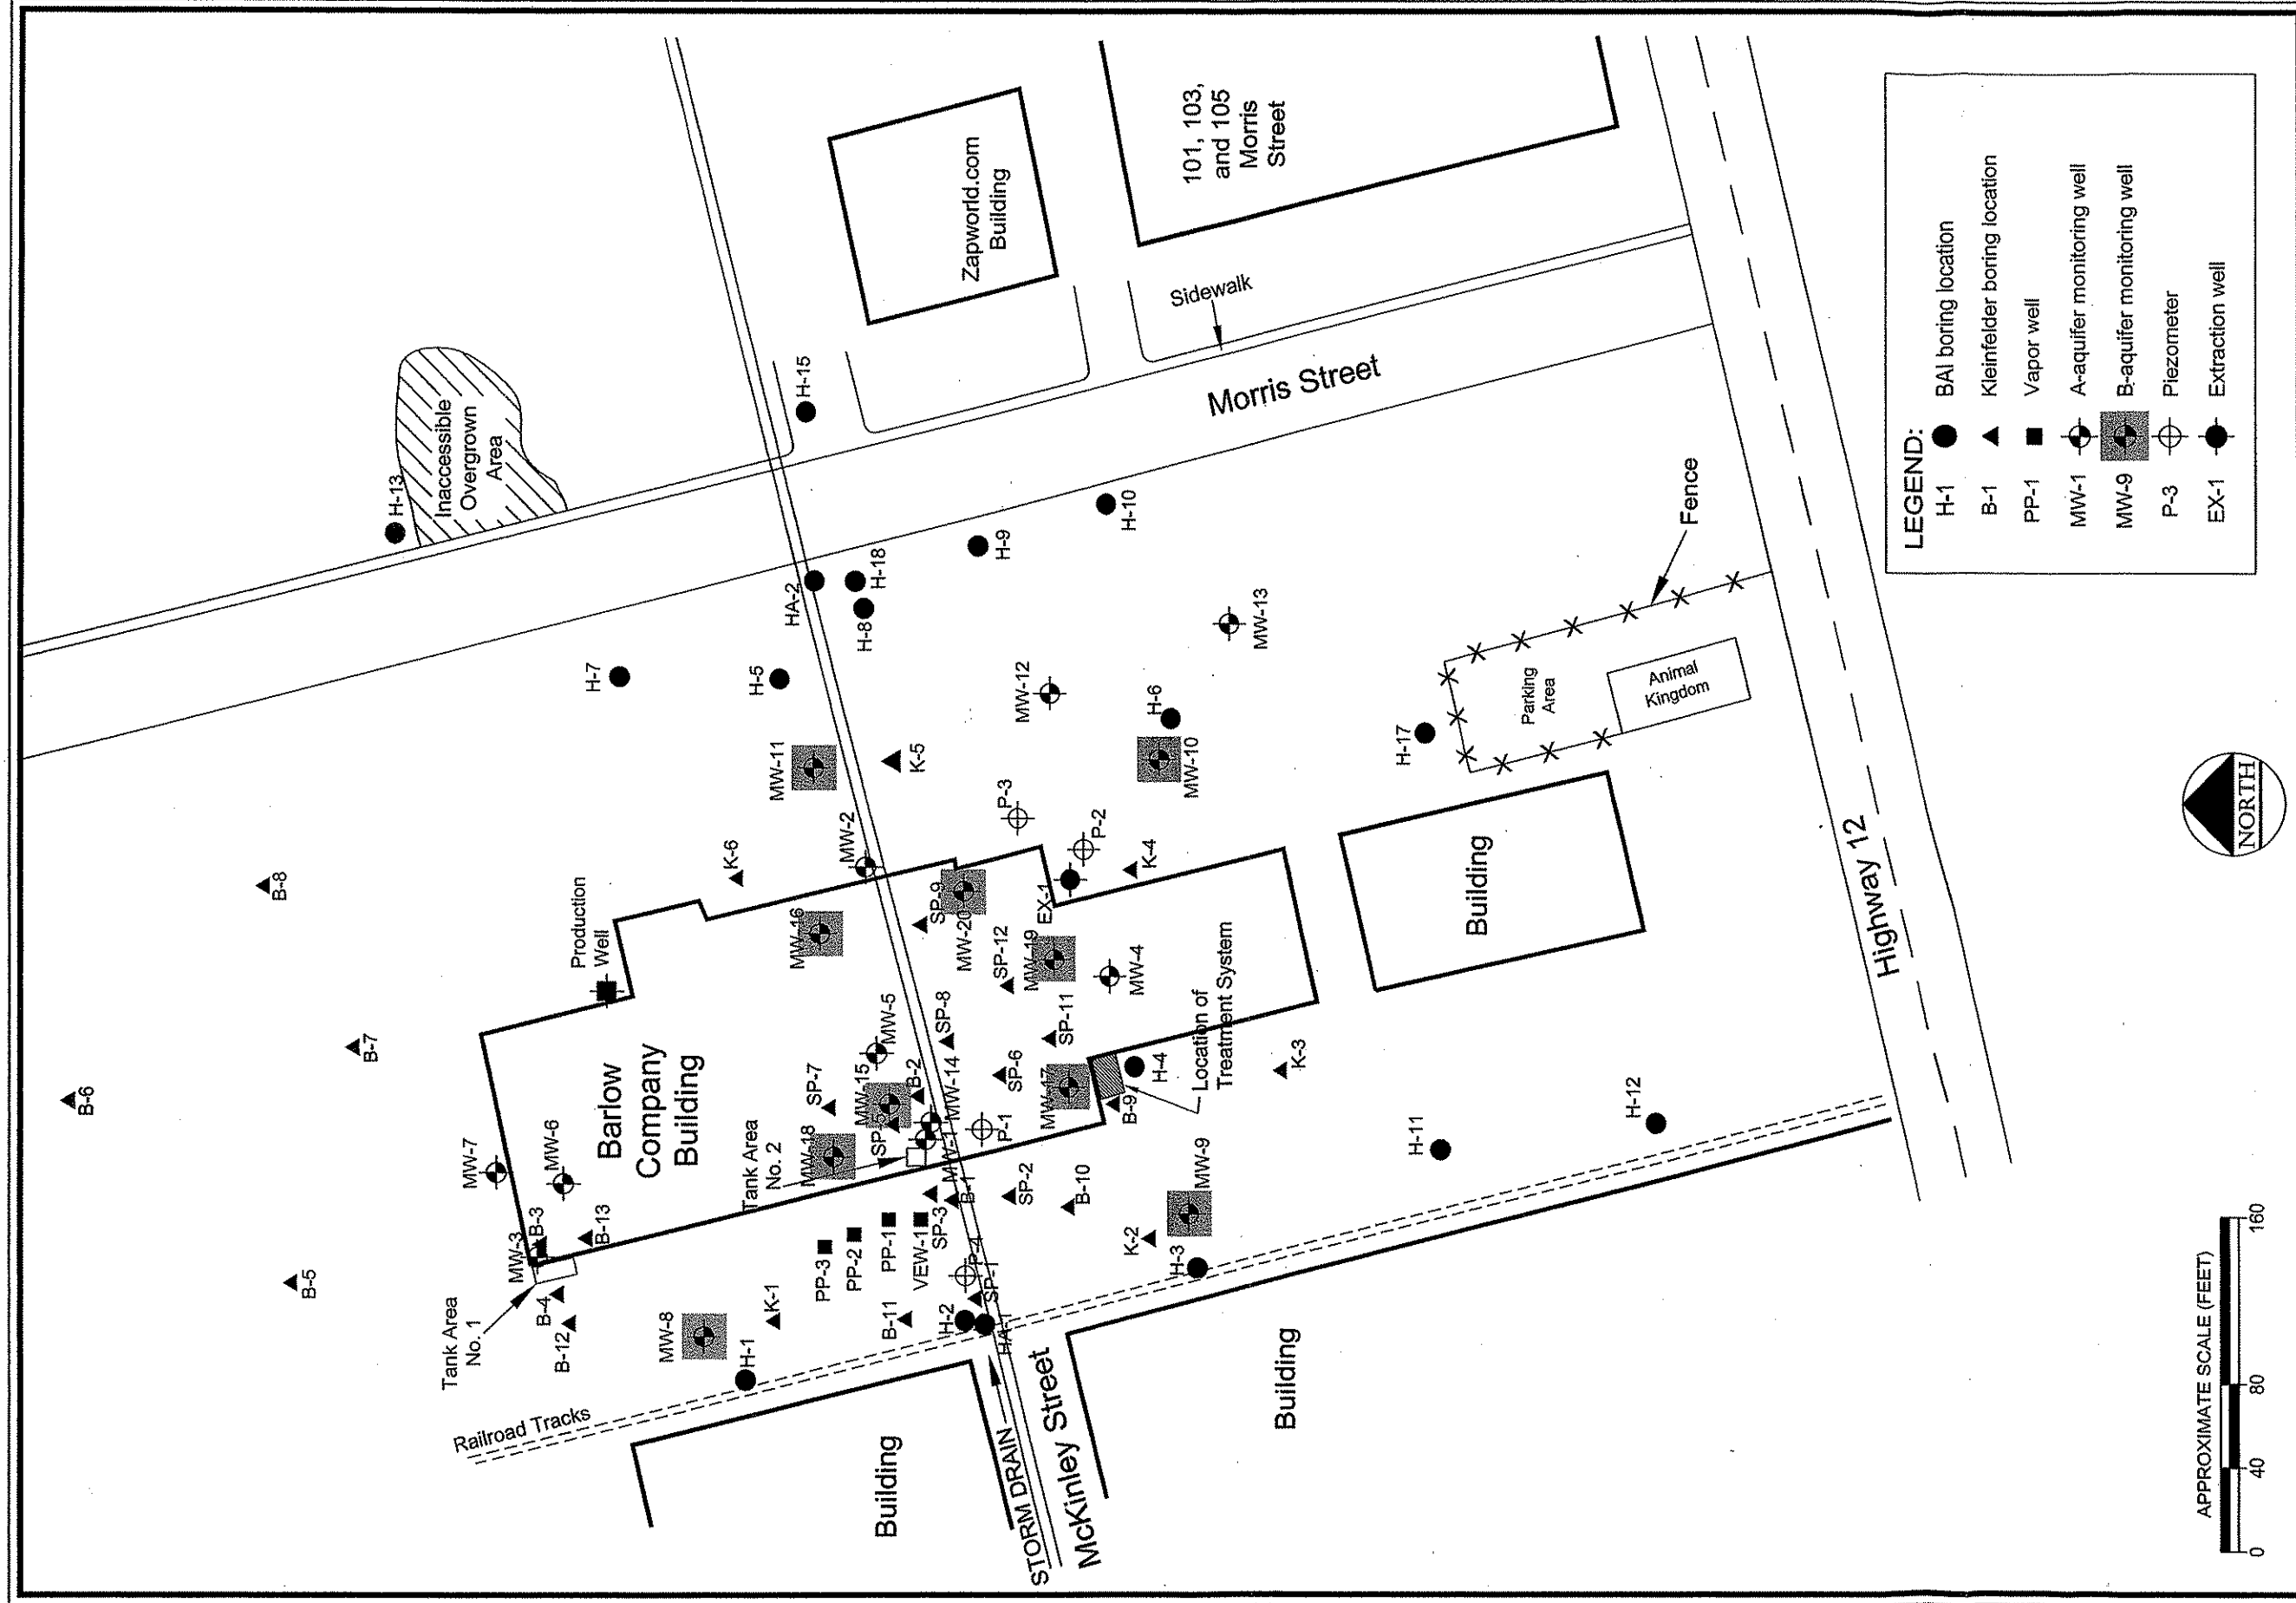 B-6
B-8
B-5
B-7
H-13
Inaccessible
Overgrown
Area
Tank Area
No. 1
MW-7
MW-6
MW-3
B-3
B-13
B-4
B-12
Production
Well
H-7
Railroad Tracks
Barlow
Company
Building
MW-8
H-1
K-1
K-6
H-5
MW-11
HA-2
H-15
Tank Area
No. 2
MW-18
SP-7
MW-16
PP-3
PP-2
PP-1
VEW-1
B-11
MW-15
MW-5
B-2
MW-2
K-5
H-8
H-18
Building
SP-3
B-1
MW-1
MW-14
SP-8
SP-9
MW-20
H-9
Zapworld.com
Building
H-2
P-4
SP-1
SP-2
P-1
SP-6
SP-12
P-3
MW-12
STORM DRAIN
McKinley Street
B-10
MW-17
SP-11
MW-19
EX-1
P-2
H-10
K-2
B-9
H-4
MW-4
K-4
H-6
MW-10
MW-13
101, 103,
and 105
Morris
Street
H-3
MW-9
Location of
Treatment System
Sidewalk
Morris Street
Building
K-3
H-11
H-17
Building
Parking
Area
Fence
H-12
Animal
Kingdom
Highway 12
LEGEND:
H-1 BAI boring location
B-1 Kleinfelder boring location
PP-1 Vapor well
MW-1 A-aquifer monitoring well
MW-9 B-aquifer monitoring well
P-3 Piezometer
EX-1 Extraction well
NORTH
APPROXIMATE SCALE (FEET)
0 40 80 160